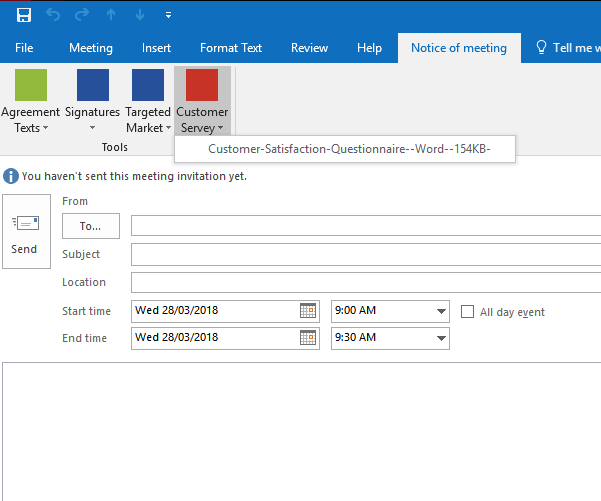 File Meeting Insert Format Text Review Help Notice of meeting Tell me w
Agreement Signatures Targeted Customer
Texts Market Servey
Tools
Customer-Satisfaction-Questionnaire--Word--154KB-
You haven't sent this meeting invitation yet.
From
To...
Send
Subject
Location
Start time Wed 28/03/2018 9:00 AM All day event
End time Wed 28/03/2018 9:30 AM